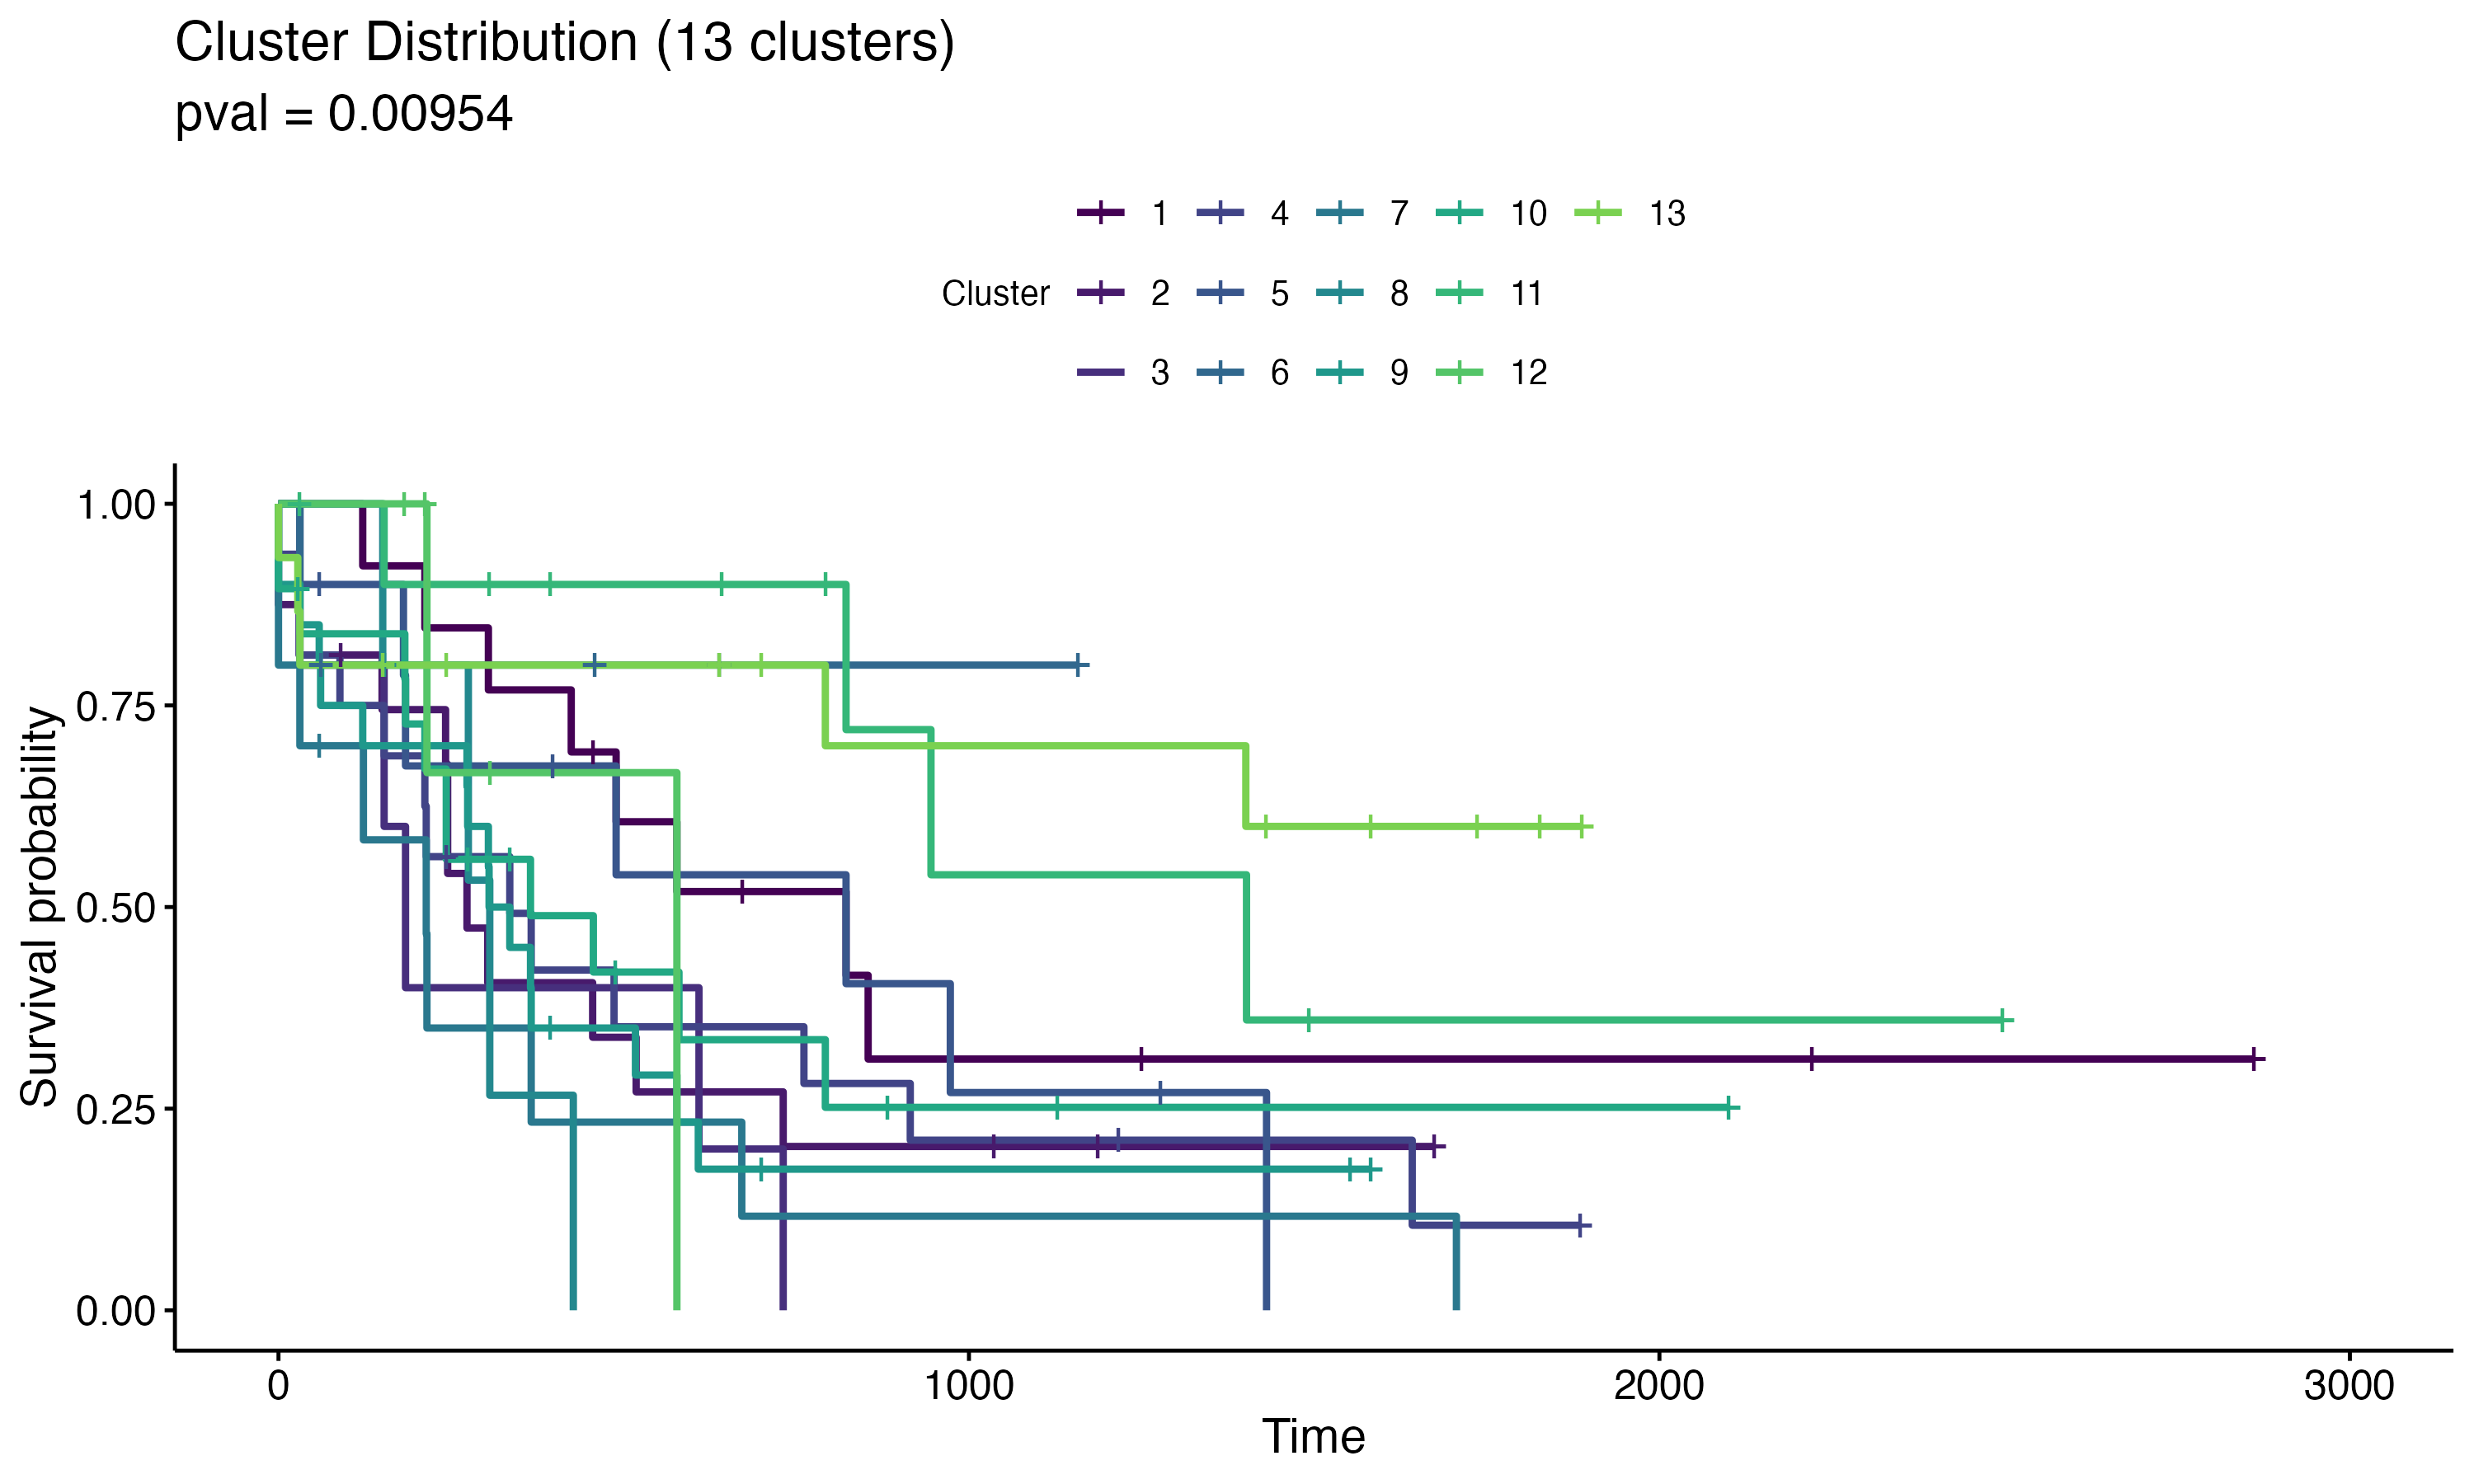 Cluster Distribution (13 clusters)
pval = 0.00954
1 4 7 10 13
Cluster 2 5 8 11
3 6 9 12
1.00
0.75
0.50
0.25
0.00
Survival probability
0 1000 2000 3000
Time